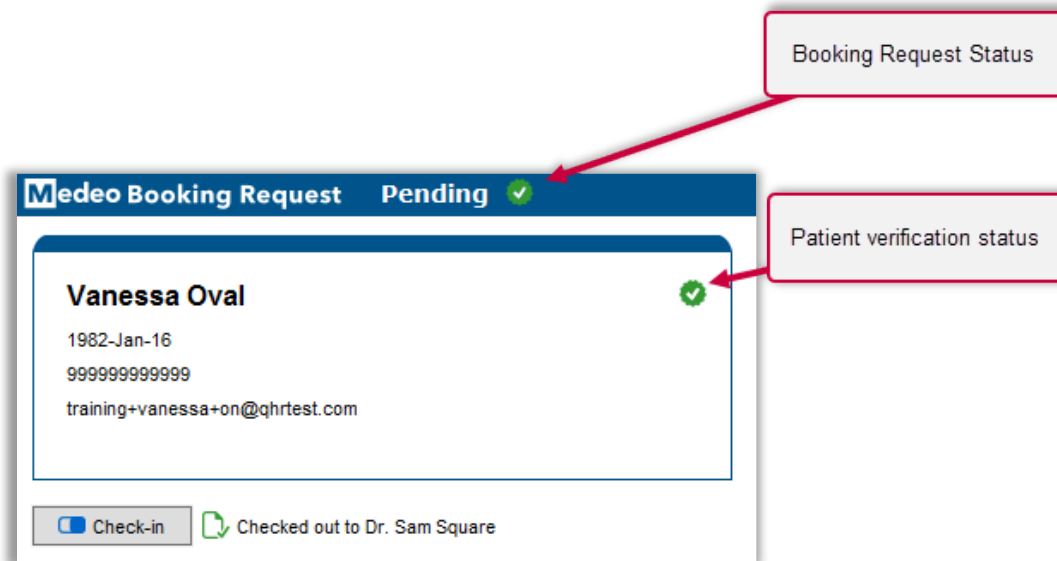 Booking Request Status
Medeo Booking Request Pending
Patient verification status
Vanessa Oval
1982-Jan-16
999999999999
training+vanessa+on@qhrtest.com
Check-in Checked out to Dr. Sam Square